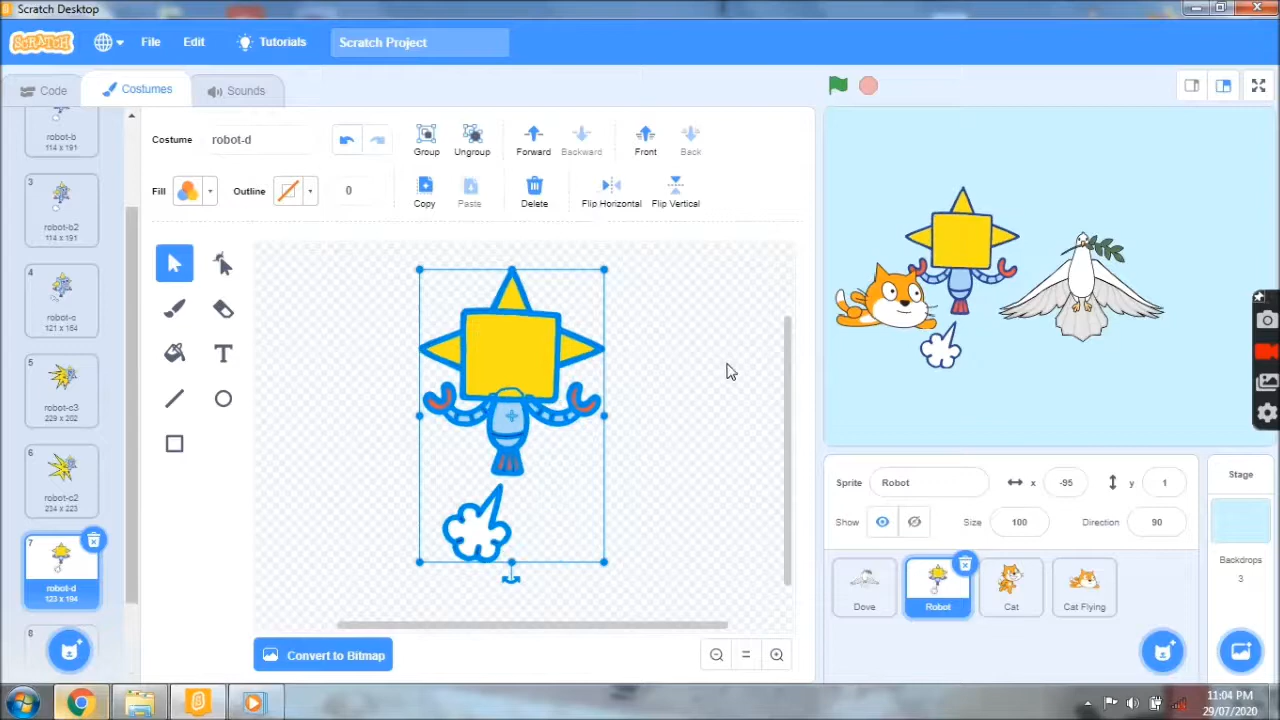 Scratch Desktop
SCRATCH
File
Edit
Tutorials
Scratch Project
Code
Costumes
Sounds
robot-b
114 x 191
3
robot-b2
114 x 191
4
robot-c
121 x 164
5
robot-c3
229 x 202
6
robot-c2
234 x 223
7
robot-d
123 x 194
8
Costume
robot-d
Group
Ungroup
Forward
Backward
Front
Back
Fill
Outline
0
Copy
Paste
Delete
Flip Horizontal
Flip Vertical
T
Convert to Bitmap
Sprite
Robot
x
-95
y
1
Show
Size
100
Direction
90
Dove
Robot
Cat
Cat Flying
Stage
Backdrops
3
11:04 PM
29/07/2020